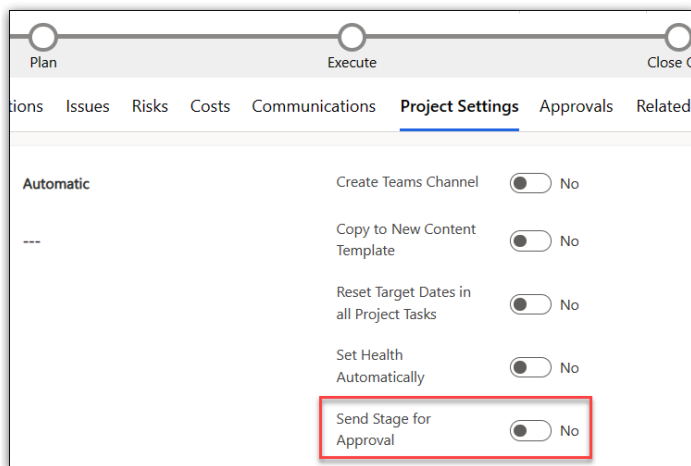 Plan Execute Close
Issues Risks Costs Communications Project Settings Approvals Related
Automatic
Create Teams Channel No
---
Copy to New Content
Template
No
Reset Target Dates in
all Project Tasks
No
Set Health
Automatically
No
Send Stage for
Approval
No